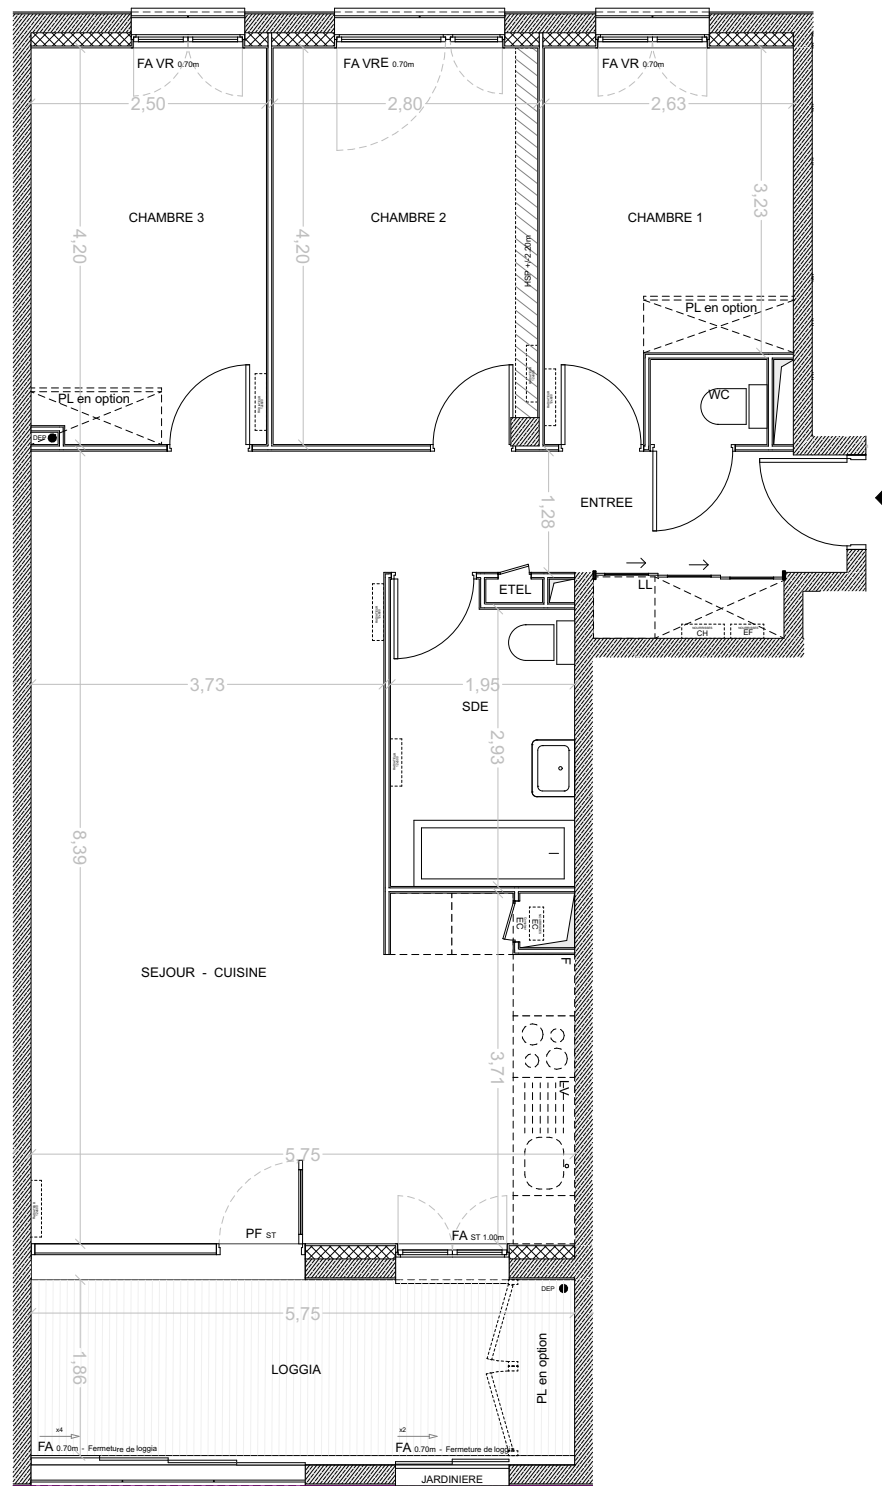 FA VR 0.70m
FA VRE 0.70m
FA VR 0.70m
2,50
2,80
2,63
CHAMBRE 3
CHAMBRE 2
CHAMBRE 1
3,23
4,20
4,20
HSP +/-2.20m
PL en option
PL en option
WC
DEP
1,28
ENTREE
ETEL
LL
CH
EF
3,73
1,95
SDE
2,93
8,39
EC
EC
SEJOUR - CUISINE
F
3,71
LV
5,75
PF ST
FA ST 1.00m
DEP
5,75
1,86
LOGGIA
PL en option
x4
x2
FA 0.70m - Fermeture de loggia
FA 0.70m - Fermeture de loggia
JARDINIERE